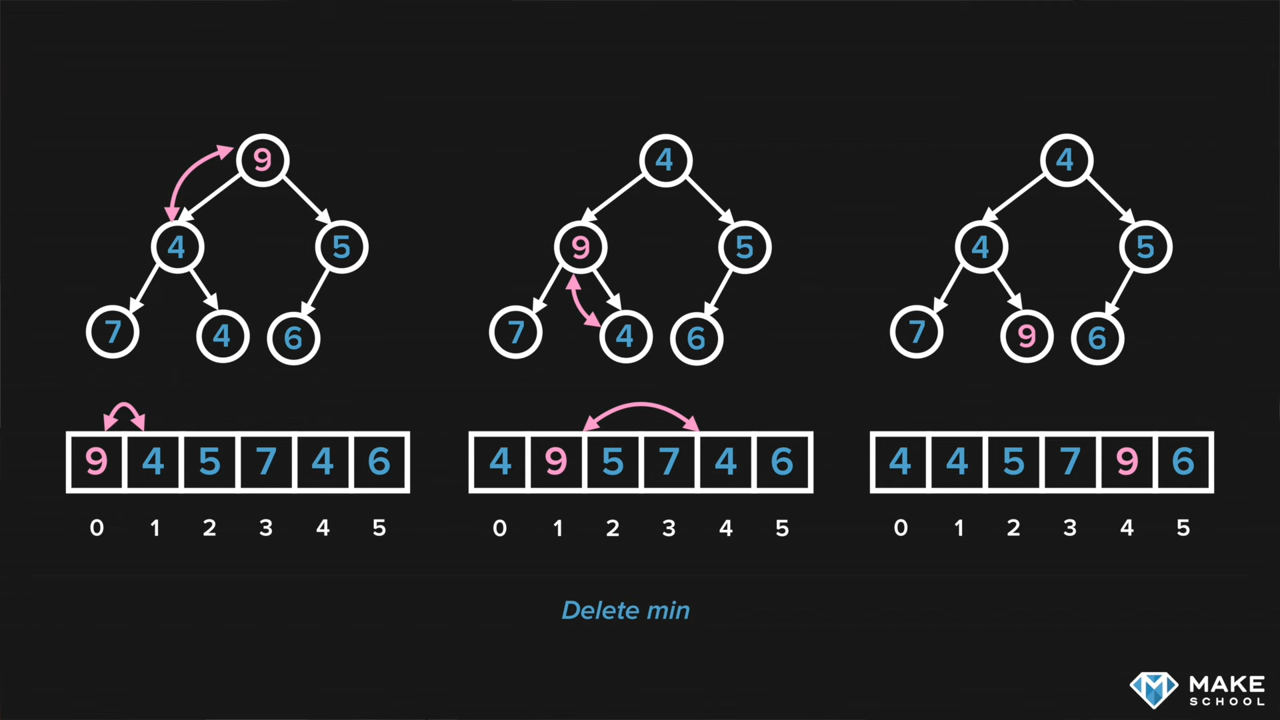 9 4 4
4 5 9 5 4 5
7 4 6 7 4 6 7 9 6
9 4 5 7 4 6 4 9 5 7 4 6 4 4 5 7 9 6
0 1 2 3 4 5 0 1 2 3 4 5 0 1 2 3 4 5
Delete min
MAKE
SCHOOL